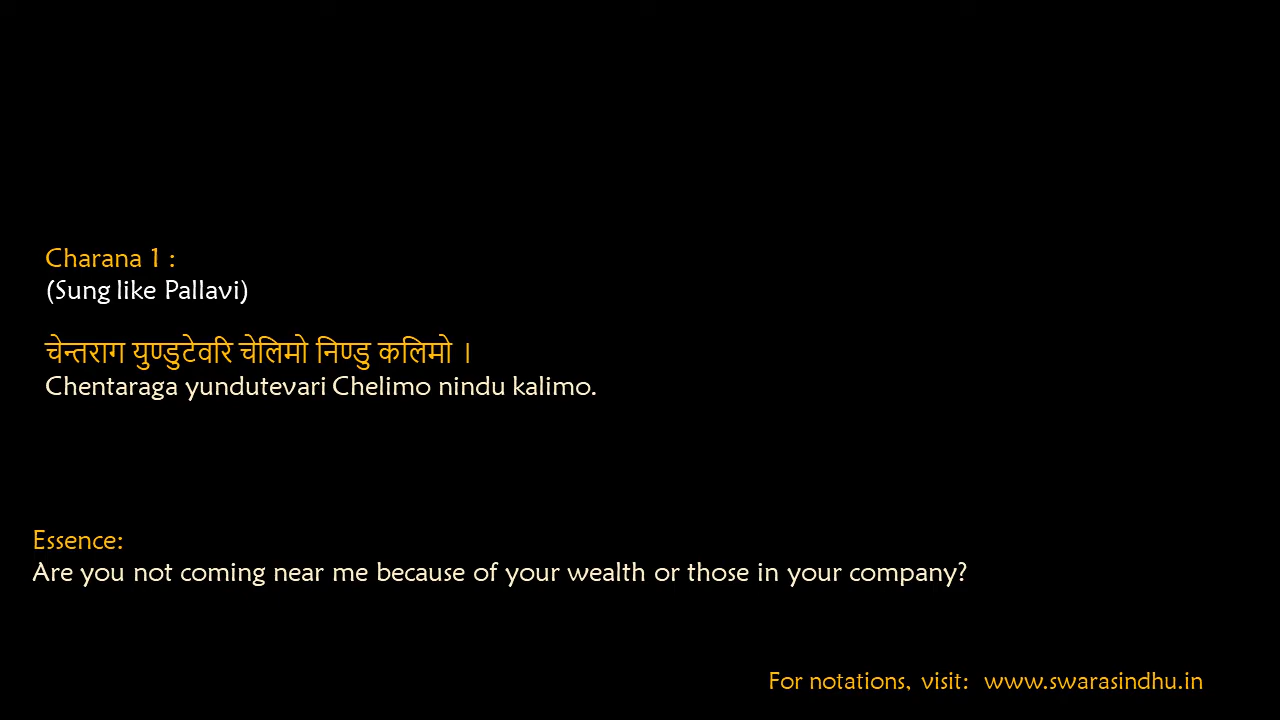 Charana 1 :
(Sung like Pallavi)
चेन्तराग युण्डुटेवरि चेलिमो निण्डु कलिमो ।
Chentaraga yundutevari Chelimo nindu kalimo.
Essence:
Are you not coming near me because of your wealth or those in your company?
For notations, visit: www.swarasindhu.in